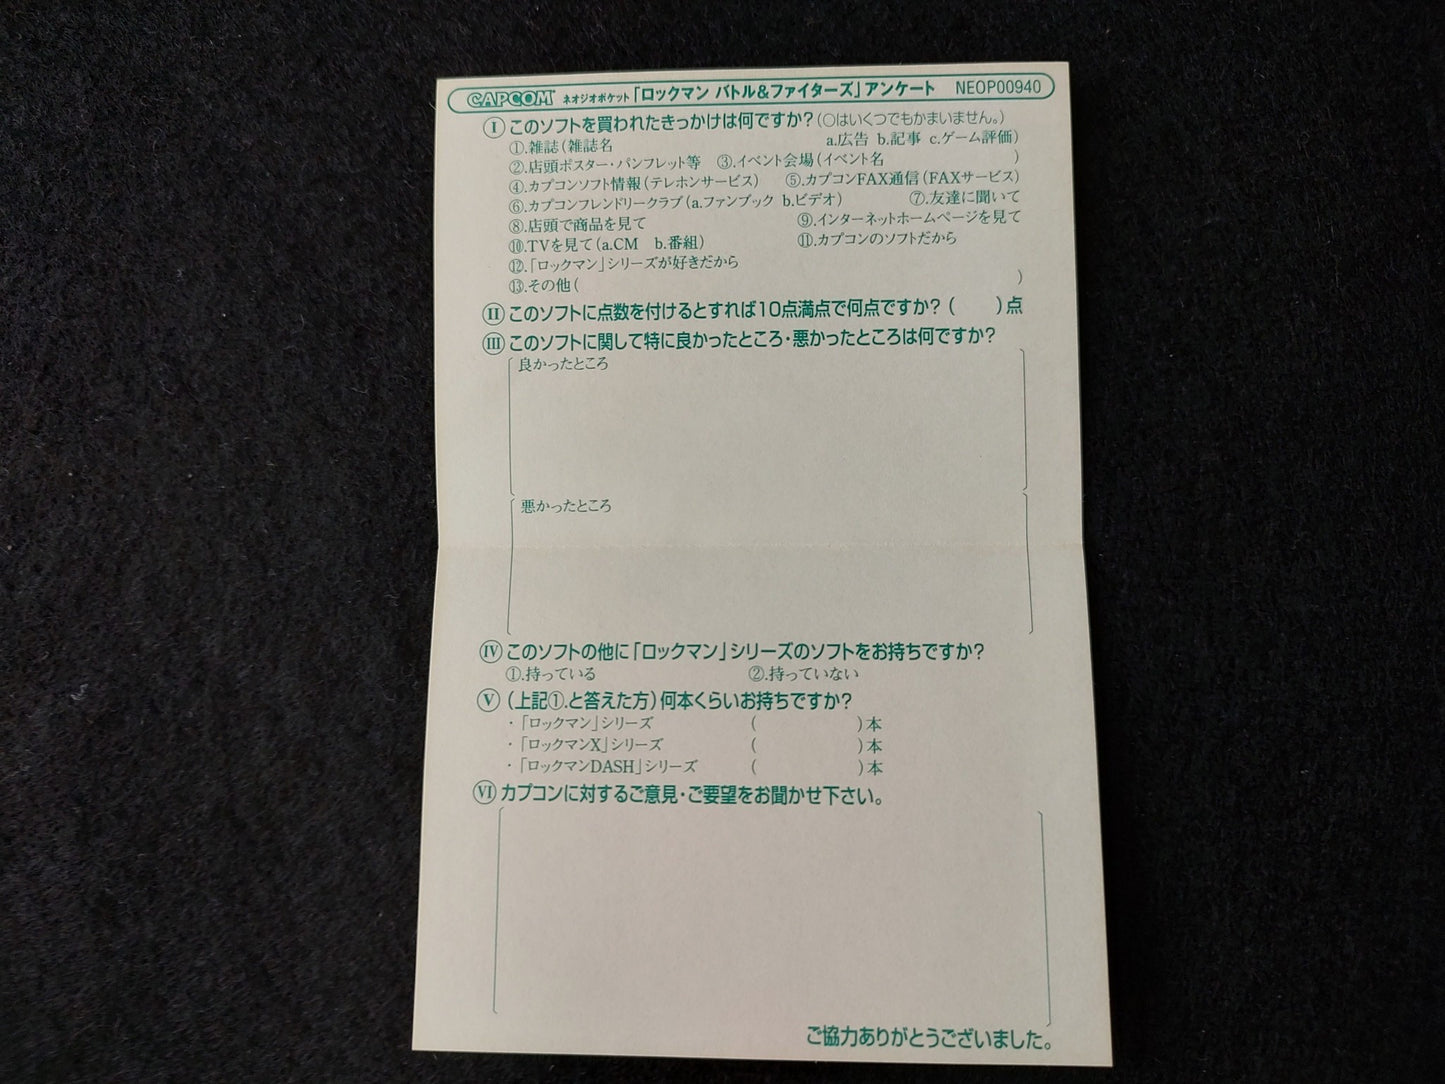 CAPCOM ネオジオポケット「ロックマン バトル&ファイターズ」アンケート NEOP00940
Ⅰ このソフトを買われたきっかけは何ですか?(○はいくつでもかまいません。)
①.雑誌(雑誌名 a.広告 b.記事 c.ゲーム評価)
②.店頭ポスター・パンフレット等 ③.イベント会場(イベント名 )
④.カプコンソフト情報(テレホンサービス) ⑤.カプコンFAX通信(FAXサービス)
⑥.カプコンフレンドリークラブ(a.ファンブック b.ビデオ) ⑦.友達に聞いて
⑧.店頭で商品を見て ⑨.インターネットホームページを見て
⑩.TVを見て(a.CM b.番組) ⑪.カプコンのソフトだから
⑫.「ロックマン」シリーズが好きだから
⑬.その他( )
Ⅱ このソフトに点数を付けるとすれば10点満点で何点ですか?( )点
Ⅲ このソフトに関して特に良かったところ・悪かったところは何ですか?
良かったところ
悪かったところ
Ⅳ このソフトの他に「ロックマン」シリーズのソフトをお持ちですか?
①.持っている ②.持っていない
Ⅴ (上記①.と答えた方)何本くらいお持ちですか?
・「ロックマン」シリーズ ( )本
・「ロックマンX」シリーズ ( )本
・「ロックマンDASH」シリーズ ( )本
Ⅵ カプコンに対するご意見・ご要望をお聞かせ下さい。
ご協力ありがとうございました。